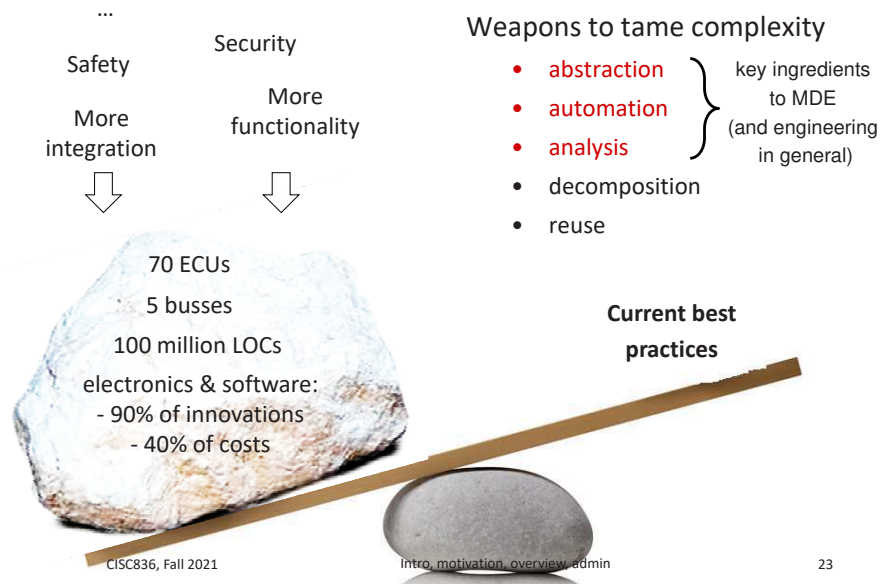 ...
Safety
Security
More
integration
More
functionality
70 ECUs
5 busses
100 million LOCs
electronics & software:
- 90% of innovations
- 40% of costs
Weapons to tame complexity
• abstraction
• automation
• analysis
• decomposition
• reuse
key ingredients
to MDE
(and engineering
in general)
Current best
practices
CISC836, Fall 2021
Intro, motivation, overview, admin
23